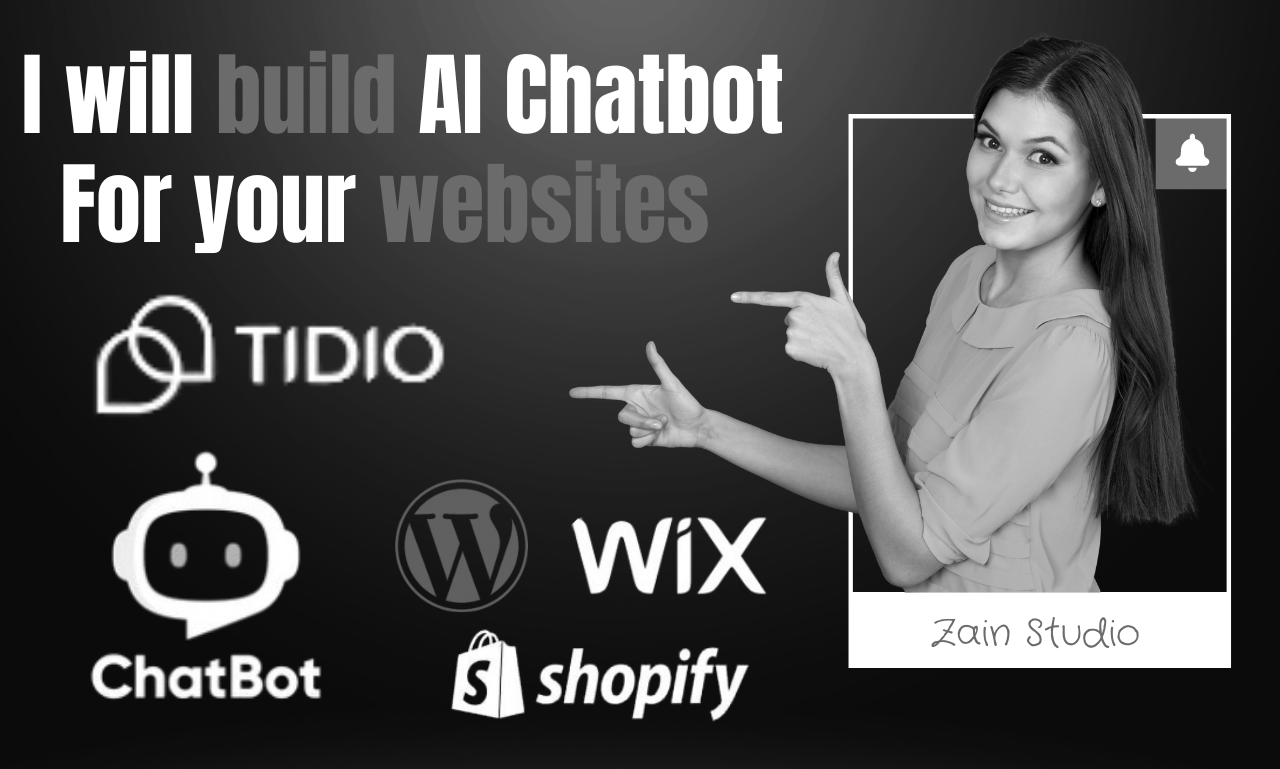 I will build AI Chatbot
For your websites
TIDIO
ChatBot
W
WiX
S shopify
Zain Studio